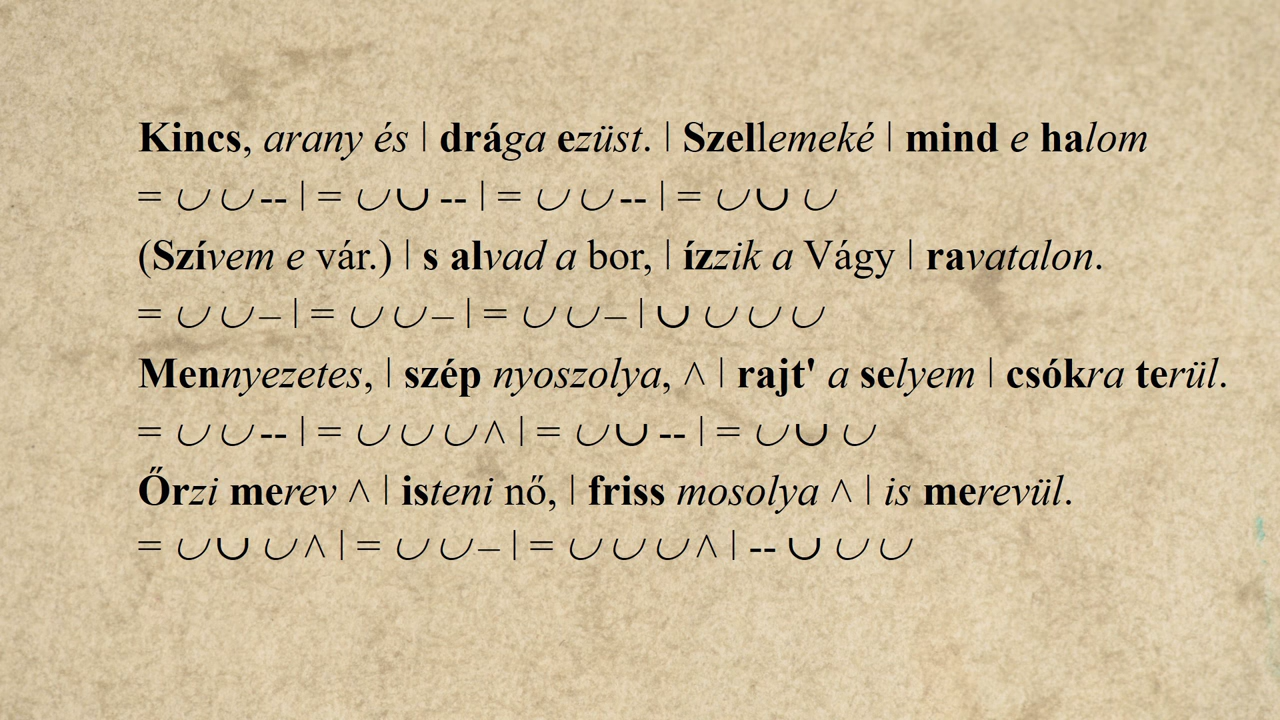 Kincs, arany és | drága ezüst. | Szellemeké | mind e halom
= ∪ ∪ -- | = ∪ ∪ -- | = ∪ ∪ -- | = ∪ ∪ ∪
(Szívem e vár.) | s alvad a bor, | ízzik a Vágy | ravatalon.
= ∪ ∪ – | = ∪ ∪ – | = ∪ ∪ – | ∪ ∪ ∪ ∪
Mennyezetes, | szép nyoszolya, ^ | rajt' a selyem | csókra terül.
= ∪ ∪ -- | = ∪ ∪ ∪ ^ | = ∪ ∪ -- | = ∪ ∪ ∪
Őrzi merev ^ | isteni nő, | friss mosolya ^ | is merevül.
= ∪ ∪ ∪ ^ | = ∪ ∪ – | = ∪ ∪ ∪ ^ | -- ∪ ∪ ∪